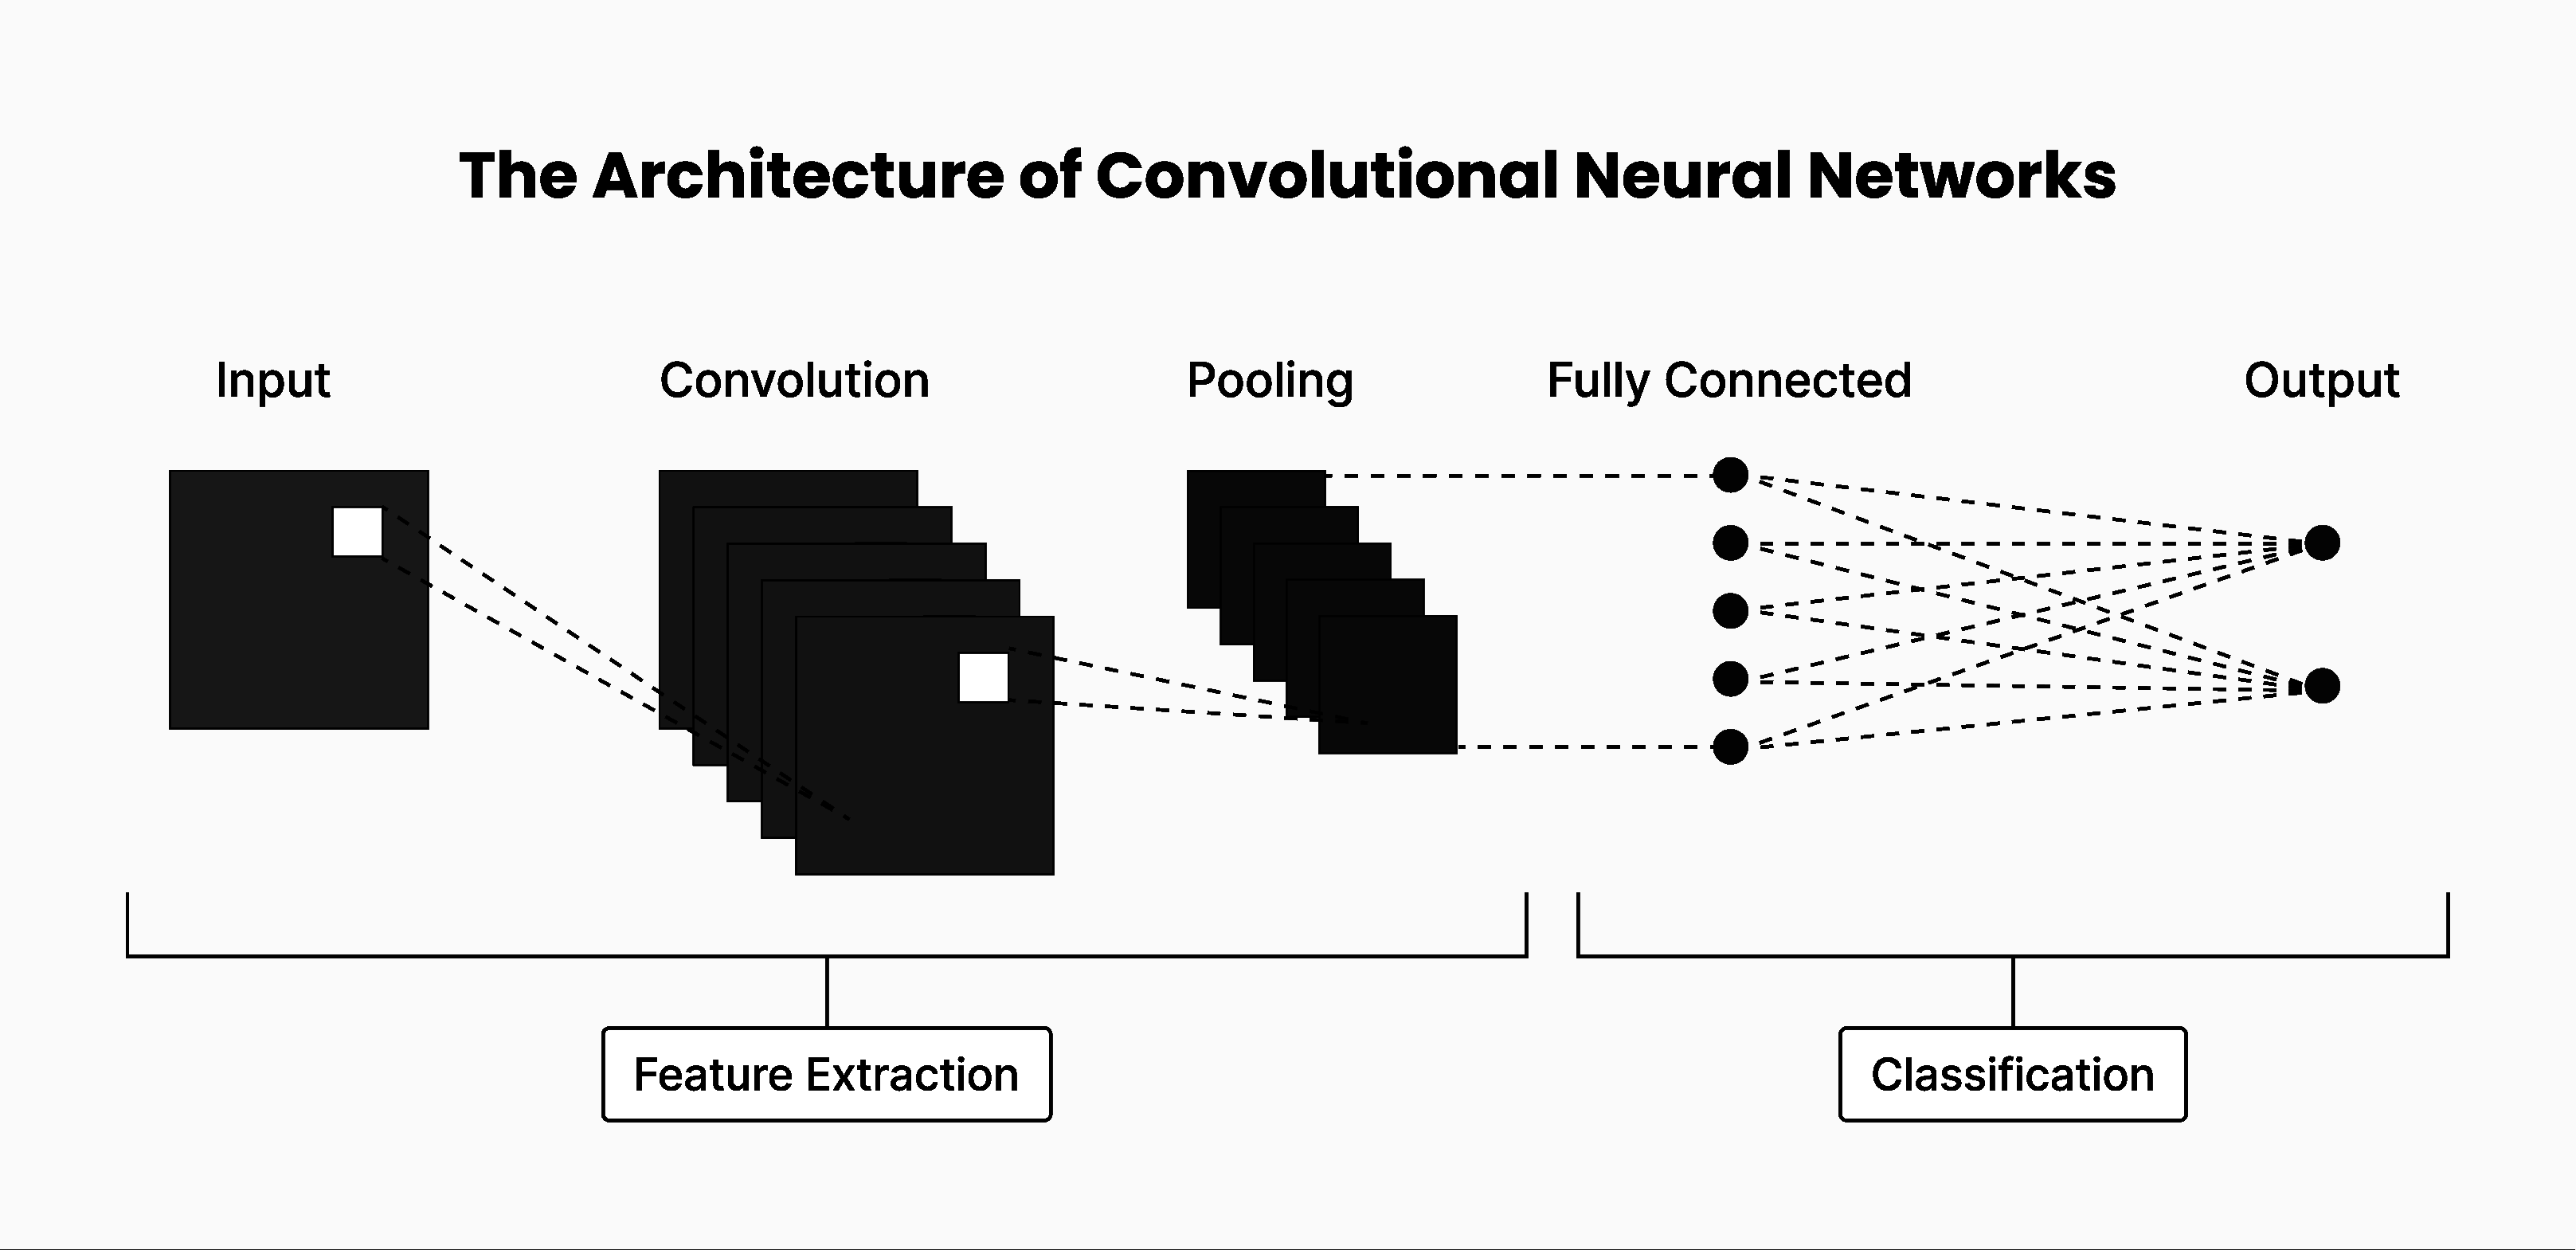 The Architecture of Convolutional Neural Networks
Input
Convolution
Pooling
Fully Connected
Output
Feature Extraction
Classification